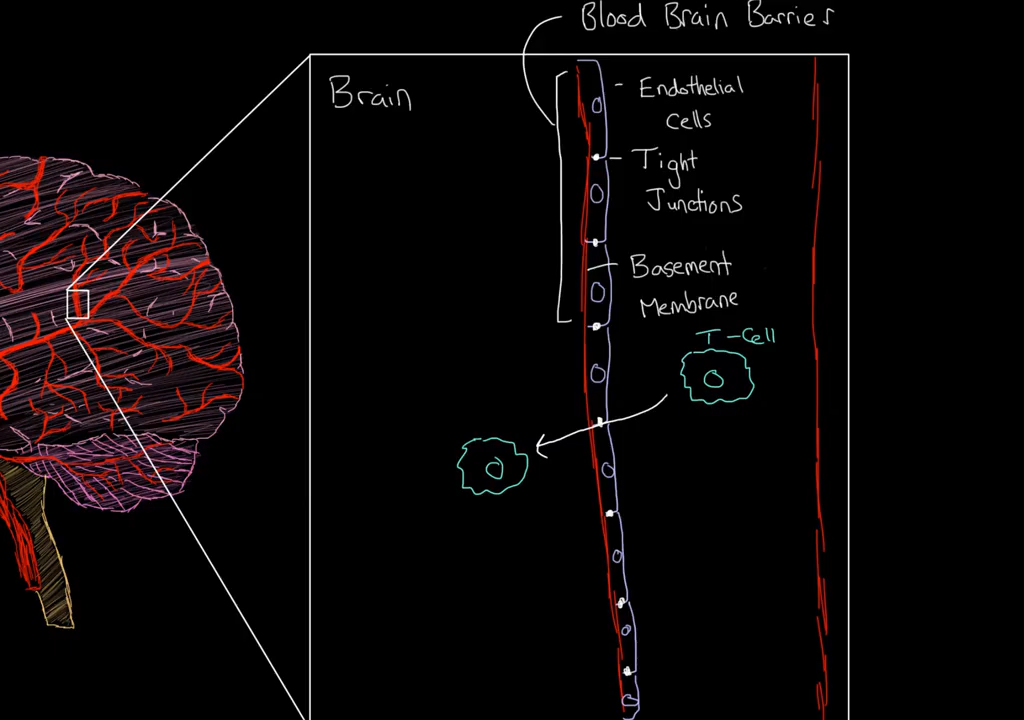 Blood Brain Barrier
Brain
Endothelial
Cells
Tight
Junctions
Basement
Membrane
T-Cell